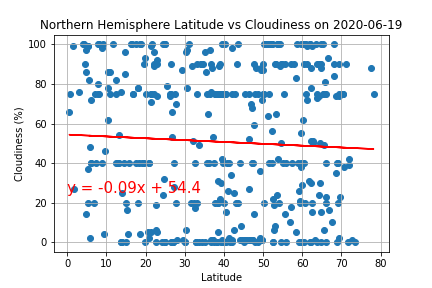 Northern Hemisphere Latitude vs Cloudiness on 2020-06-19
100
80
60
40
20
0
Cloudiness (%)
y = -0.09x + 54.4
0 10 20 30 40 50 60 70 80
Latitude